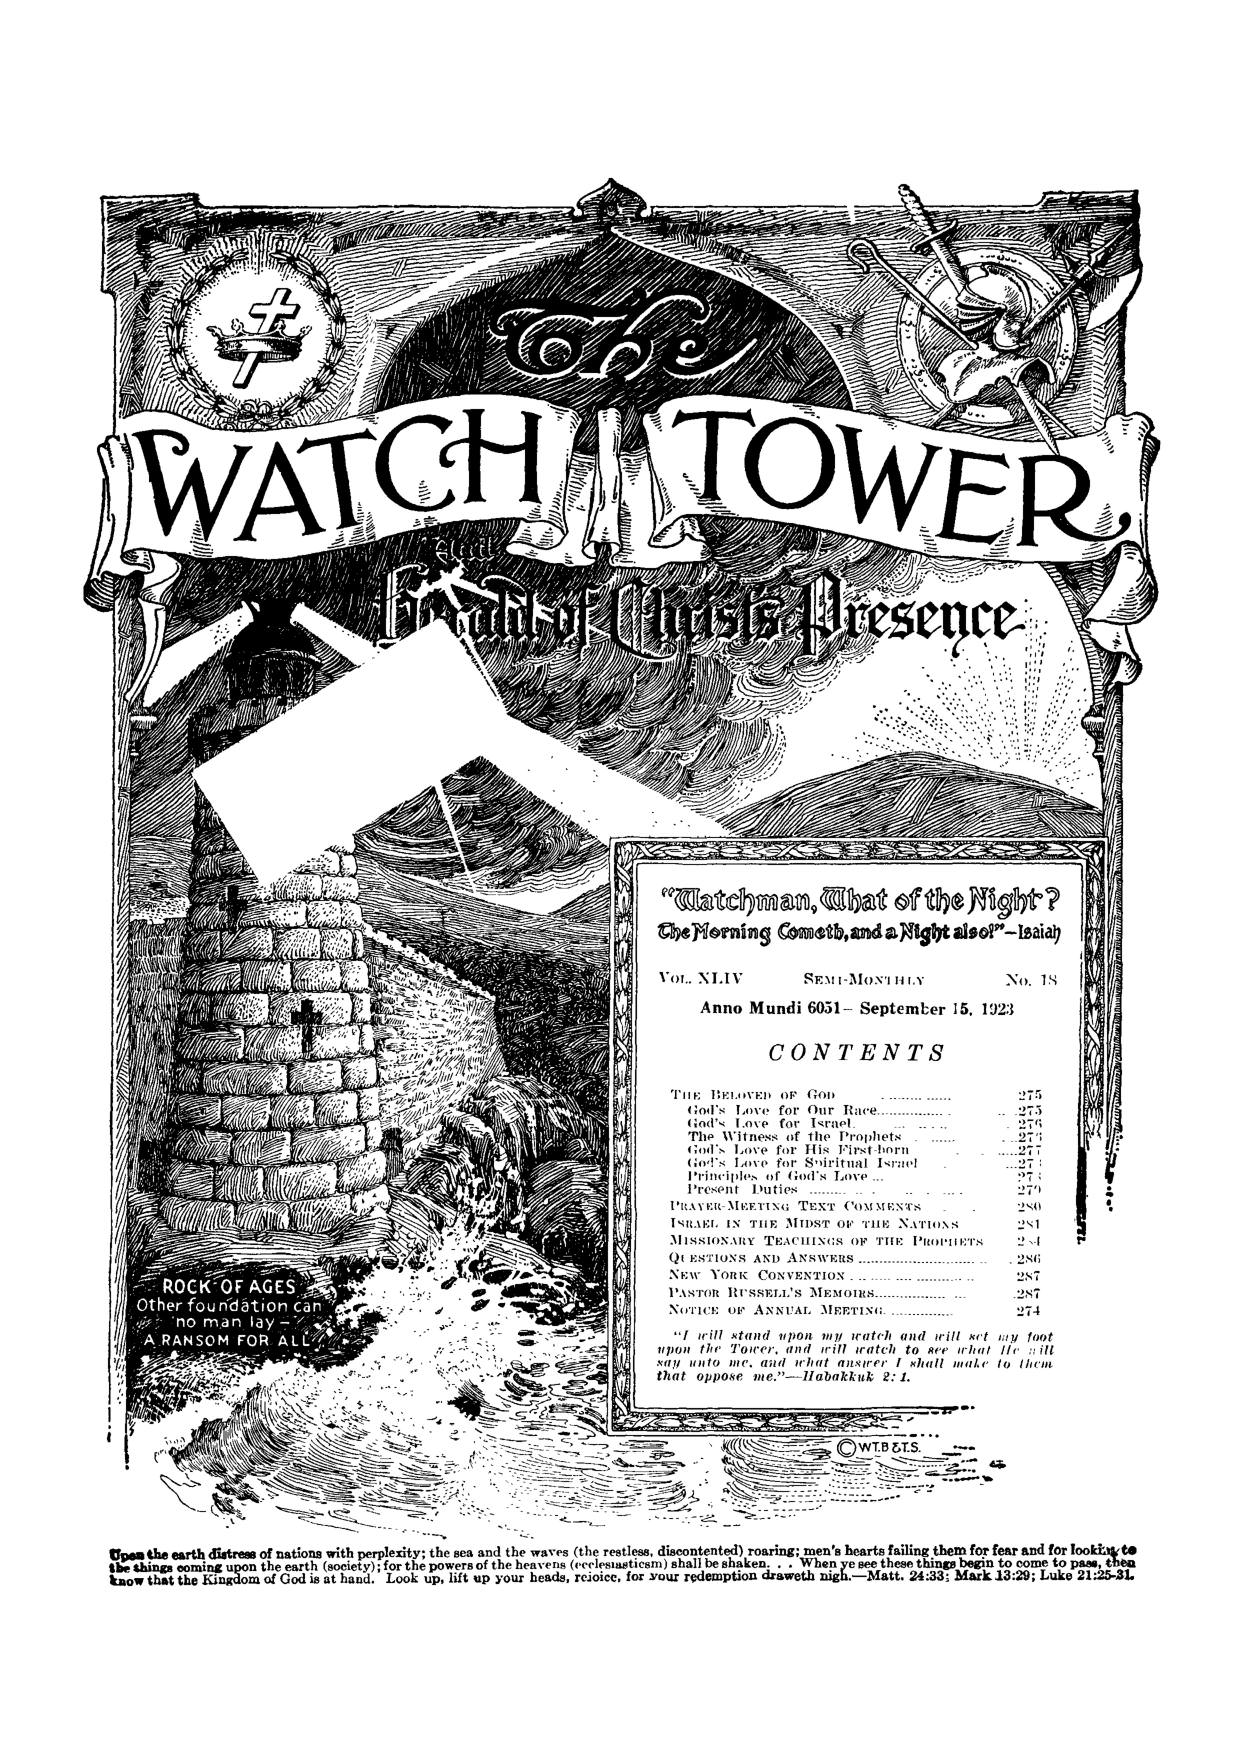 The
WATCH TOWER
And
Herald of Christ's Presence
"Watchman, What of the Night?
The Morning Cometh, and a Night also!"—Isaiah
VOL. XLIV SEMI-MONTHLY No. 18
Anno Mundi 6051— September 15, 1923
CONTENTS
THE BELOVED OF GOD 275
God's Love for Our Race 275
God's Love for Israel 276
The Witness of the Prophets
God's Love for His First-born 277
God's Love for Spiritual Israel
Principles of God's Love
Present Duties 279
PRAYER-MEETING TEXT COMMENTS 280
ISRAEL IN THE MIDST OF THE NATIONS 281
MISSIONARY TEACHINGS OF THE PROPHETS
QUESTIONS AND ANSWERS 286
NEW YORK CONVENTION 287
PASTOR RUSSELL'S MEMOIRS 287
NOTICE OF ANNUAL MEETING 274
"I will stand upon my watch and will set my foot
upon the Tower, and will watch to see what He will
say unto me, and what answer I shall make to them
that oppose me."—Habakkuk 2:1.
ROCK OF AGES
Other foundation can
no man lay—
A RANSOM FOR ALL
©W.T.B & T.S.
Upon the earth distress of nations with perplexity; the sea and the waves (the restless, discontented) roaring; men's hearts failing them for fear and for looking to
the things coming upon the earth (society); for the powers of the heavens (ecclesiasticsm) shall be shaken. . . When ye see these things begin to come to pass, then
know that the Kingdom of God is at hand. Look up, lift up your heads, rejoice, for your redemption draweth nigh.—Matt. 24:33; Mark 13:29; Luke 21:25-31.